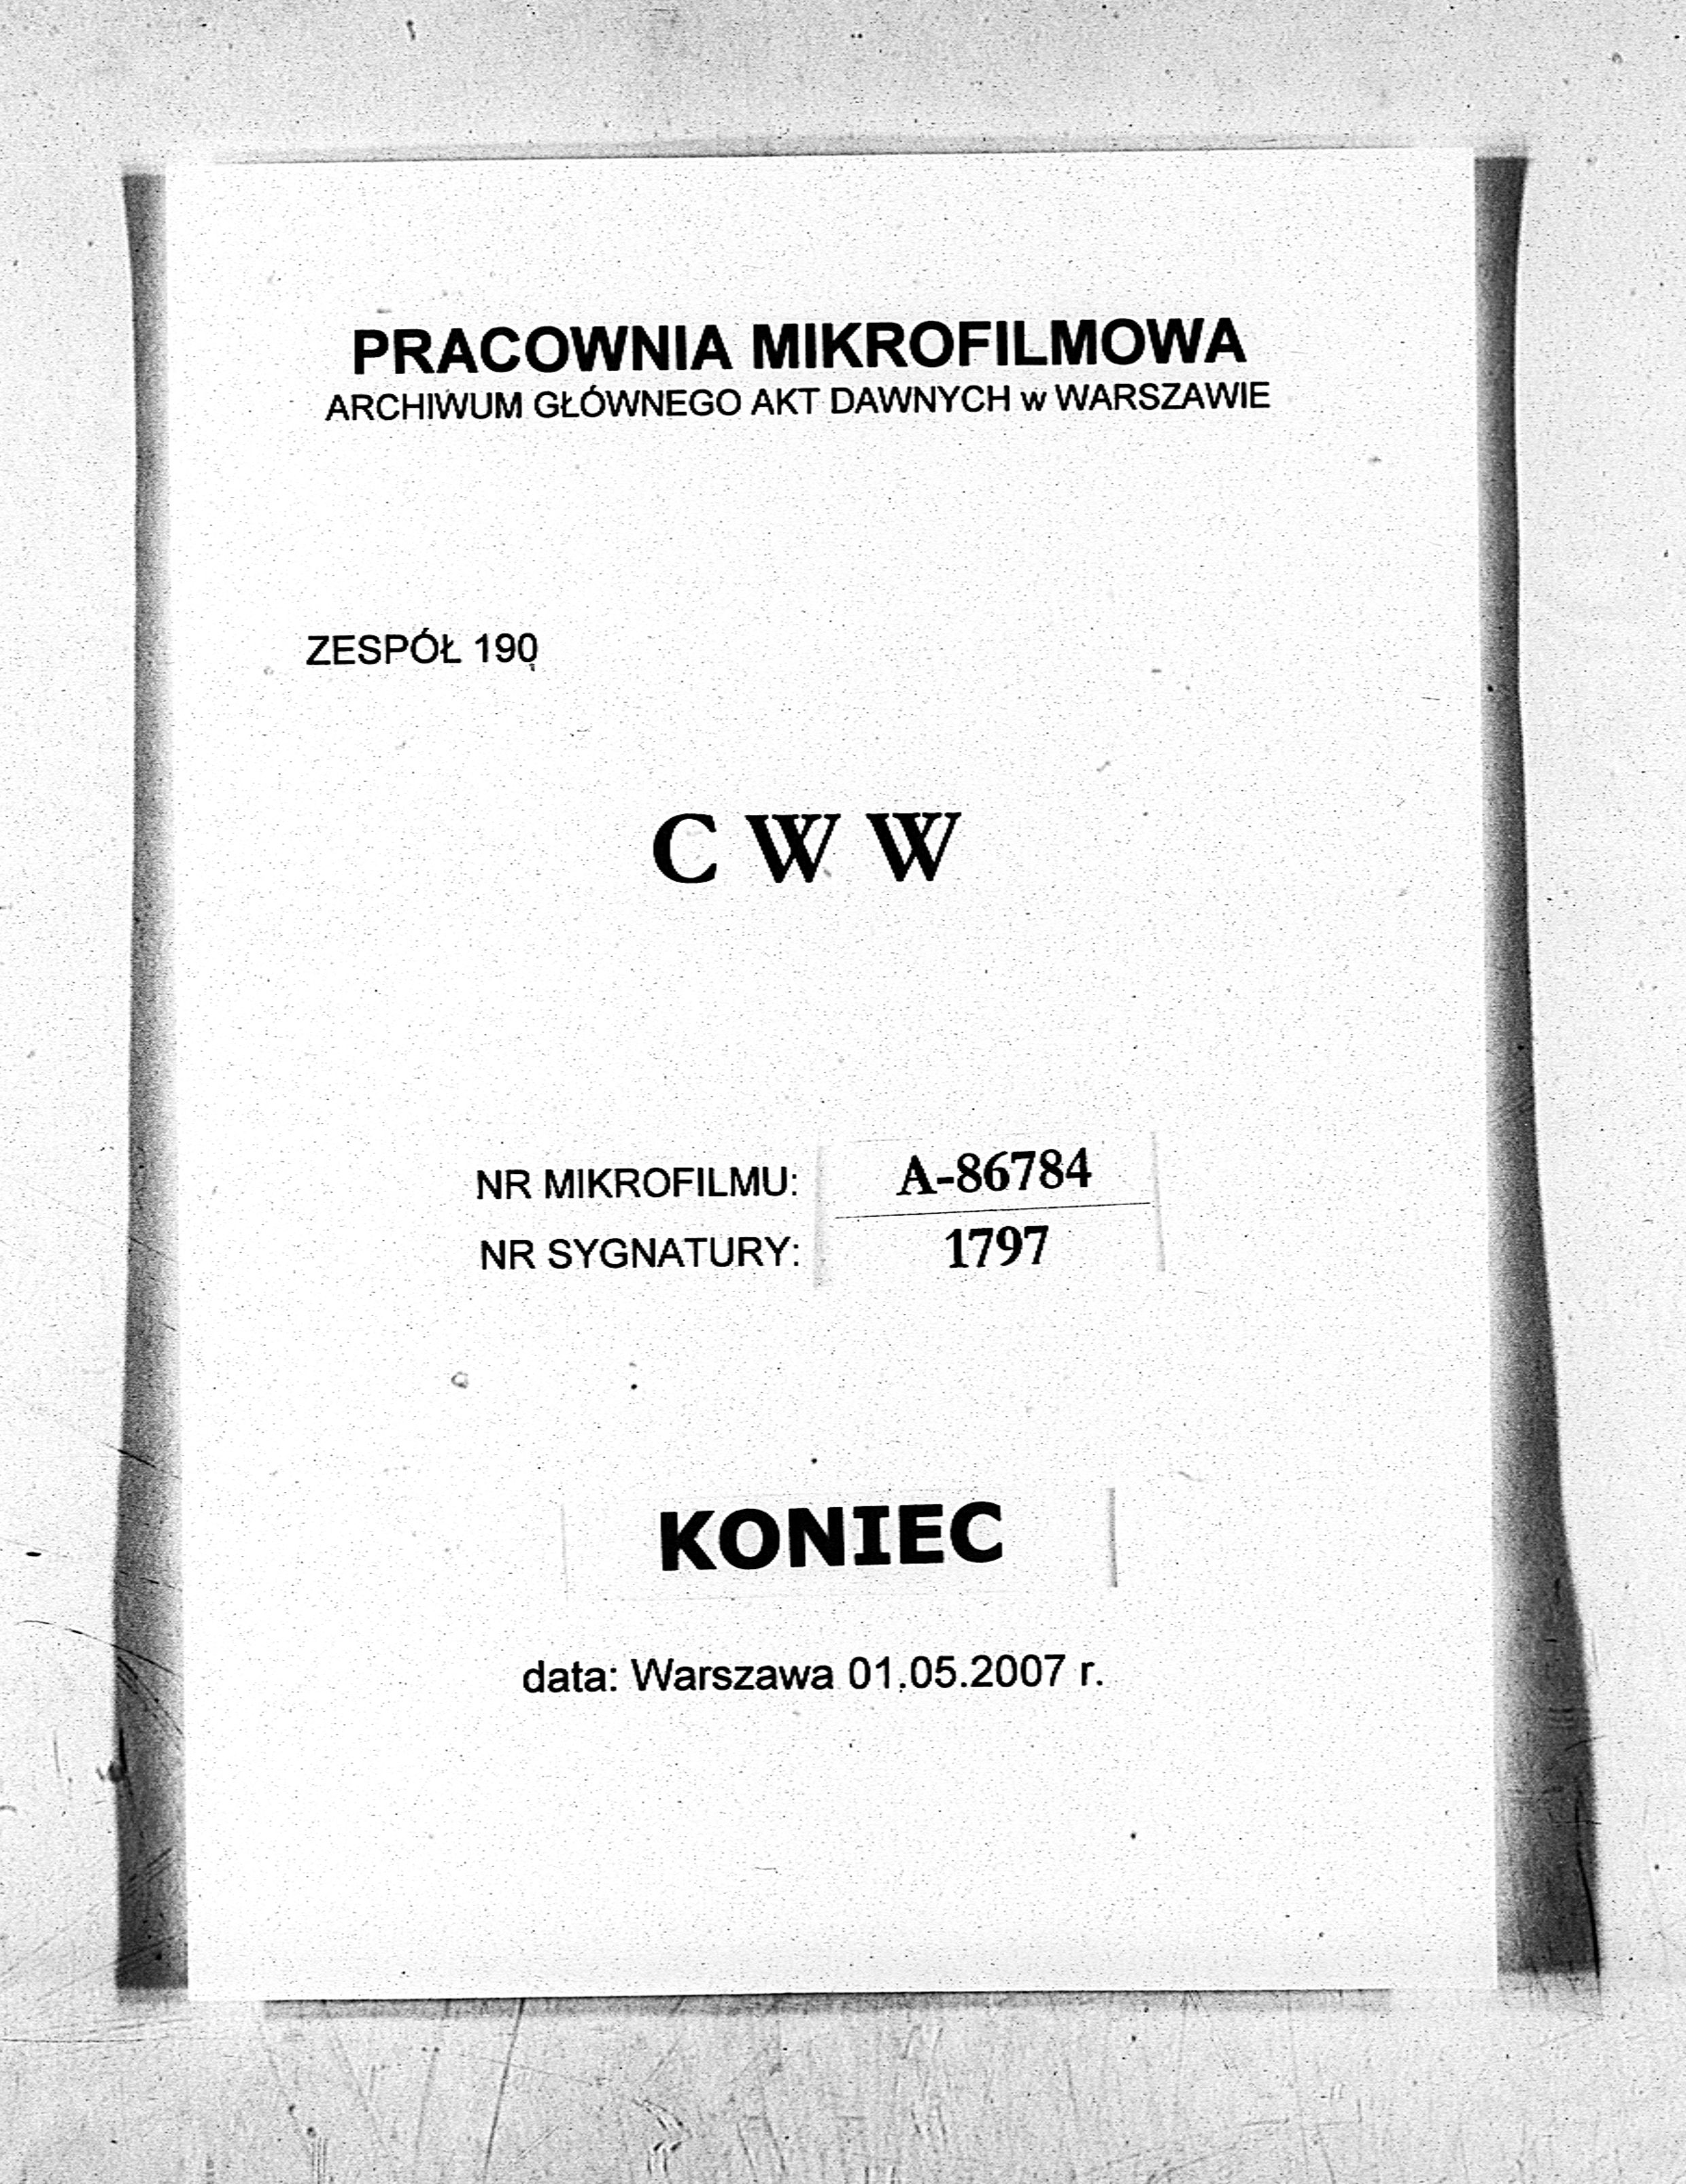 PRACOWNIA MIKROFILMOWA
ARCHIWUM GŁÓWNEGO AKT DAWNYCH w WARSZAWIE
ZESPÓŁ 190
C W W
NR MIKROFILMU: A-86784
NR SYGNATURY: 1797
KONIEC
data: Warszawa 01.05.2007 r.